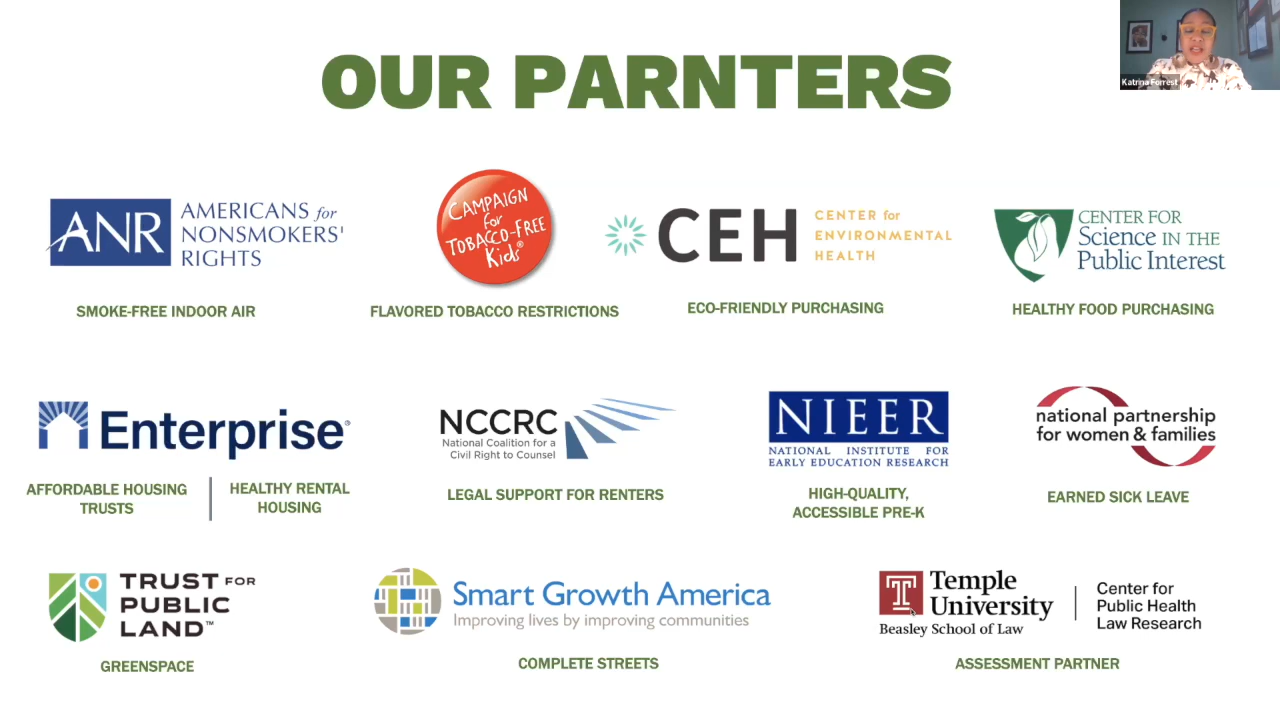 OUR PARNTERS
Katrina Forrest
ANR
AMERICANS for
NONSMOKERS'
RIGHTS
SMOKE-FREE INDOOR AIR
CAMPAIGN
for
TOBACCO-FREE
Kids®
FLAVORED TOBACCO RESTRICTIONS
CEH
CENTER for
ENVIRONMENTAL
HEALTH
ECO-FRIENDLY PURCHASING
CENTER FOR
Science IN THE
Public Interest
HEALTHY FOOD PURCHASING
Enterprise®
AFFORDABLE HOUSING
TRUSTS
HEALTHY RENTAL
HOUSING
NCCRC
National Coalition for a
Civil Right to Counsel
LEGAL SUPPORT FOR RENTERS
NIEER
NATIONAL INSTITUTE FOR
EARLY EDUCATION RESEARCH
HIGH-QUALITY,
ACCESSIBLE PRE-K
national partnership
for women & families
EARNED SICK LEAVE
TRUST FOR
PUBLIC
LAND™
GREENSPACE
Smart Growth America
Improving lives by improving communities
COMPLETE STREETS
Temple
University
Beasley School of Law
Center for
Public Health
Law Research
ASSESSMENT PARTNER